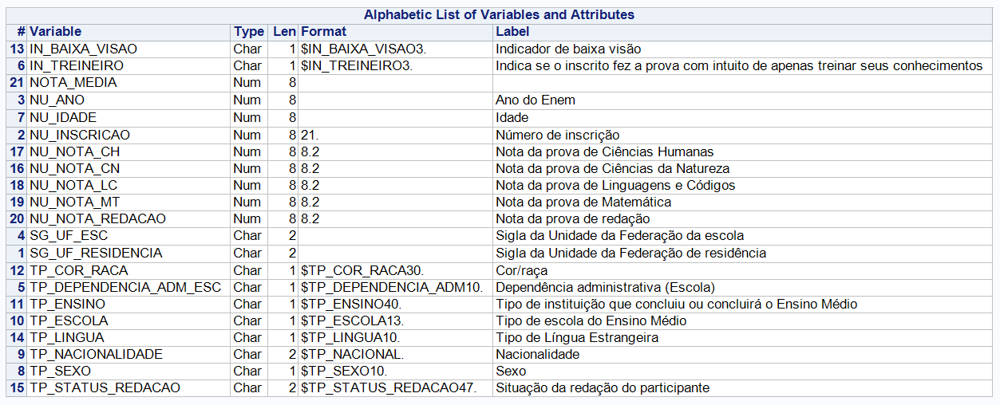 Alphabetic List of Variables and Attributes
# Variable Type Len Format Label
13 IN_BAIXA_VISAO Char 1 $IN_BAIXA_VISAO3. Indicador de baixa visão
6 IN_TREINEIRO Char 1 $IN_TREINEIRO3. Indica se o inscrito fez a prova com intuito de apenas treinar seus conhecimentos
21 NOTA_MEDIA Num 8
3 NU_ANO Num 8 Ano do Enem
7 NU_IDADE Num 8 Idade
2 NU_INSCRICAO Num 8 21. Número de inscrição
17 NU_NOTA_CH Num 8 8.2 Nota da prova de Ciências Humanas
16 NU_NOTA_CN Num 8 8.2 Nota da prova de Ciências da Natureza
18 NU_NOTA_LC Num 8 8.2 Nota da prova de Linguagens e Códigos
19 NU_NOTA_MT Num 8 8.2 Nota da prova de Matemática
20 NU_NOTA_REDACAO Num 8 8.2 Nota da prova de redação
4 SG_UF_ESC Char 2 Sigla da Unidade da Federação da escola
1 SG_UF_RESIDENCIA Char 2 Sigla da Unidade da Federação de residência
12 TP_COR_RACA Char 1 $TP_COR_RACA30. Cor/raça
5 TP_DEPENDENCIA_ADM_ESC Char 1 $TP_DEPENDENCIA_ADM10. Dependência administrativa (Escola)
11 TP_ENSINO Char 1 $TP_ENSINO40. Tipo de instituição que concluiu ou concluirá o Ensino Médio
10 TP_ESCOLA Char 1 $TP_ESCOLA13. Tipo de escola do Ensino Médio
14 TP_LINGUA Char 1 $TP_LINGUA10. Tipo de Língua Estrangeira
9 TP_NACIONALIDADE Char 2 $TP_NACIONAL. Nacionalidade
8 TP_SEXO Char 1 $TP_SEXO10. Sexo
15 TP_STATUS_REDACAO Char 2 $TP_STATUS_REDACAO47. Situação da redação do participante